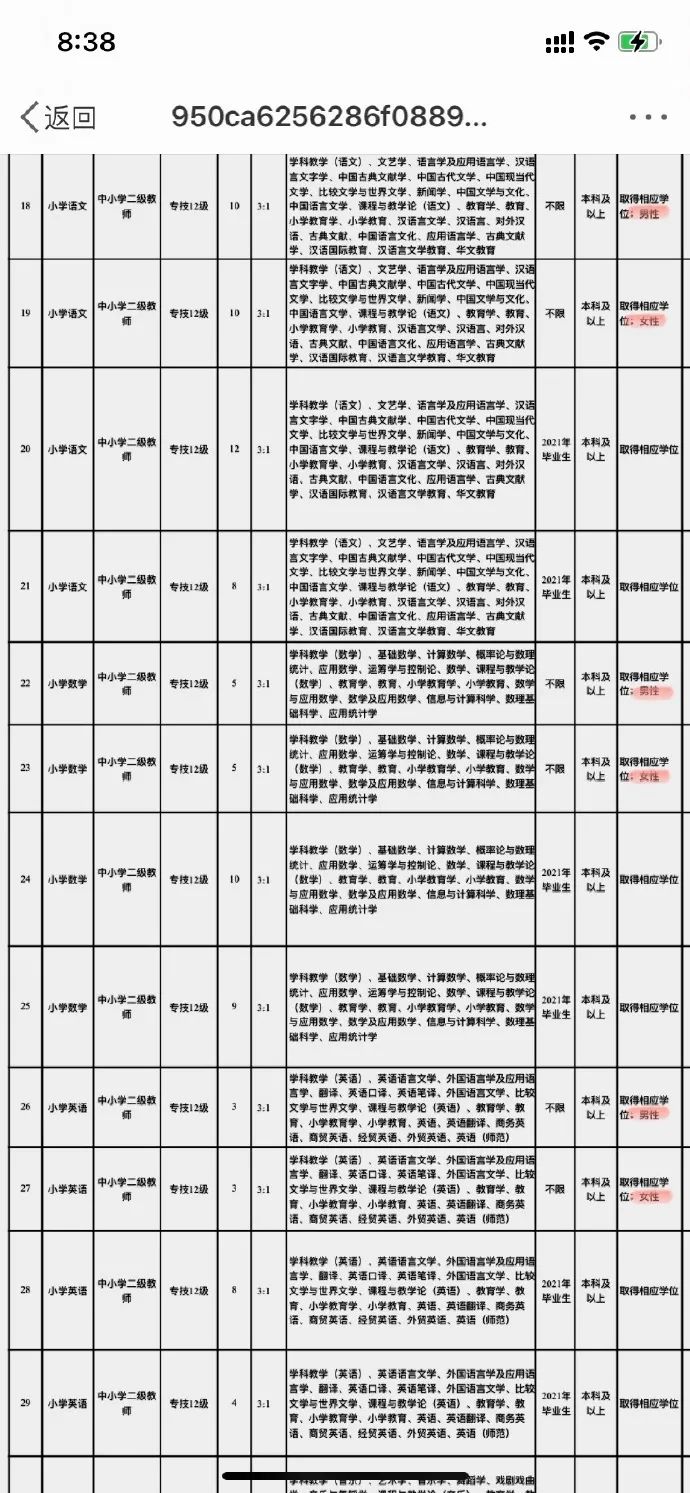 8:38
返回
950ca6256286f0889...
18 小学语文 中小学二级教师 专技12级 10 3:1 学科教学（语文）、文艺学、语言学及应用语言学、汉语言文字学、中国古典文献学、中国古代文学、中国现当代文学、比较文学与世界文学、新闻学、中国文学与文化、中国语言文学、课程与教学论（语文）、教育学、教育、小学教育学、小学教育、汉语言文学、汉语言、对外汉语、古典文献、中国语言文化、应用语言学、古典文献学、汉语国际教育、汉语言文学教育、华文教育 不限 本科及以上 取得相应学位；男性
19 小学语文 中小学二级教师 专技12级 10 3:1 学科教学（语文）、文艺学、语言学及应用语言学、汉语言文字学、中国古典文献学、中国古代文学、中国现当代文学、比较文学与世界文学、新闻学、中国文学与文化、中国语言文学、课程与教学论（语文）、教育学、教育、小学教育学、小学教育、汉语言文学、汉语言、对外汉语、古典文献、中国语言文化、应用语言学、古典文献学、汉语国际教育、汉语言文学教育、华文教育 不限 本科及以上 取得相应学位；女性
20 小学语文 中小学二级教师 专技12级 12 3:1 学科教学（语文）、文艺学、语言学及应用语言学、汉语言文字学、中国古典文献学、中国古代文学、中国现当代文学、比较文学与世界文学、新闻学、中国文学与文化、中国语言文学、课程与教学论（语文）、教育学、教育、小学教育学、小学教育、汉语言文学、汉语言、对外汉语、古典文献、中国语言文化、应用语言学、古典文献学、汉语国际教育、汉语言文学教育、华文教育 2021年毕业生 本科及以上 取得相应学位
21 小学语文 中小学二级教师 专技12级 8 3:1 学科教学（语文）、文艺学、语言学及应用语言学、汉语言文字学、中国古典文献学、中国古代文学、中国现当代文学、比较文学与世界文学、新闻学、中国文学与文化、中国语言文学、课程与教学论（语文）、教育学、教育、小学教育学、小学教育、汉语言文学、汉语言、对外汉语、古典文献、中国语言文化、应用语言学、古典文献学、汉语国际教育、汉语言文学教育、华文教育 2021年毕业生 本科及以上 取得相应学位
22 小学数学 中小学二级教师 专技12级 5 3:1 学科教学（数学）、基础数学、计算数学、概率论与数理统计、应用数学、运筹学与控制论、数学、课程与教学论（数学）、教育学、教育、小学教育学、小学教育、数学与应用数学、数学及应用数学、信息与计算科学、数理基础科学、应用统计学 不限 本科及以上 取得相应学位；男性
23 小学数学 中小学二级教师 专技12级 5 3:1 学科教学（数学）、基础数学、计算数学、概率论与数理统计、应用数学、运筹学与控制论、数学、课程与教学论（数学）、教育学、教育、小学教育学、小学教育、数学与应用数学、数学及应用数学、信息与计算科学、数理基础科学、应用统计学 不限 本科及以上 取得相应学位；女性
24 小学数学 中小学二级教师 专技12级 10 3:1 学科教学（数学）、基础数学、计算数学、概率论与数理统计、应用数学、运筹学与控制论、数学、课程与教学论（数学）、教育学、教育、小学教育学、小学教育、数学与应用数学、数学及应用数学、信息与计算科学、数理基础科学、应用统计学 2021年毕业生 本科及以上 取得相应学位
25 小学数学 中小学二级教师 专技12级 9 3:1 学科教学（数学）、基础数学、计算数学、概率论与数理统计、应用数学、运筹学与控制论、数学、课程与教学论（数学）、教育学、教育、小学教育学、小学教育、数学与应用数学、数学及应用数学、信息与计算科学、数理基础科学、应用统计学 2021年毕业生 本科及以上 取得相应学位
26 小学英语 中小学二级教师 专技12级 3 3:1 学科教学（英语）、英语语言文学、外国语言学及应用语言学、翻译、英语口译、英语笔译、外国语言文学、比较文学与世界文学、课程与教学论（英语）、教育学、教育、小学教育学、小学教育、英语、英语翻译、商务英语、商贸英语、经贸英语、外贸英语、英语（师范） 不限 本科及以上 取得相应学位；男性
27 小学英语 中小学二级教师 专技12级 3 3:1 学科教学（英语）、英语语言文学、外国语言学及应用语言学、翻译、英语口译、英语笔译、外国语言文学、比较文学与世界文学、课程与教学论（英语）、教育学、教育、小学教育学、小学教育、英语、英语翻译、商务英语、商贸英语、经贸英语、外贸英语、英语（师范） 不限 本科及以上 取得相应学位；女性
28 小学英语 中小学二级教师 专技12级 8 3:1 学科教学（英语）、英语语言文学、外国语言学及应用语言学、翻译、英语口译、英语笔译、外国语言文学、比较文学与世界文学、课程与教学论（英语）、教育学、教育、小学教育学、小学教育、英语、英语翻译、商务英语、商贸英语、经贸英语、外贸英语、英语（师范） 2021年毕业生 本科及以上 取得相应学位
29 小学英语 中小学二级教师 专技12级 4 3:1 学科教学（英语）、英语语言文学、外国语言学及应用语言学、翻译、英语口译、英语笔译、外国语言文学、比较文学与世界文学、课程与教学论（英语）、教育学、教育、小学教育学、小学教育、英语、英语翻译、商务英语、商贸英语、经贸英语、外贸英语、英语（师范） 2021年毕业生 本科及以上 取得相应学位